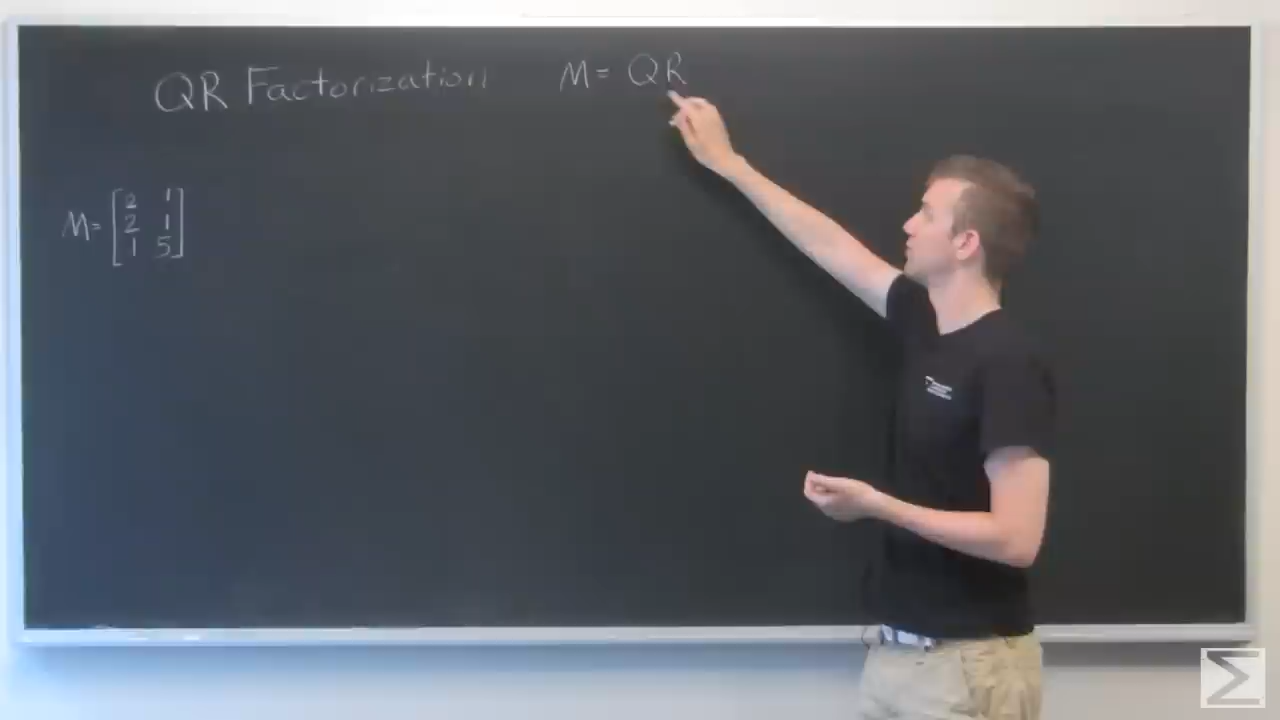 QR Factorization M = QR
M = [2 1
2 1
1 5]